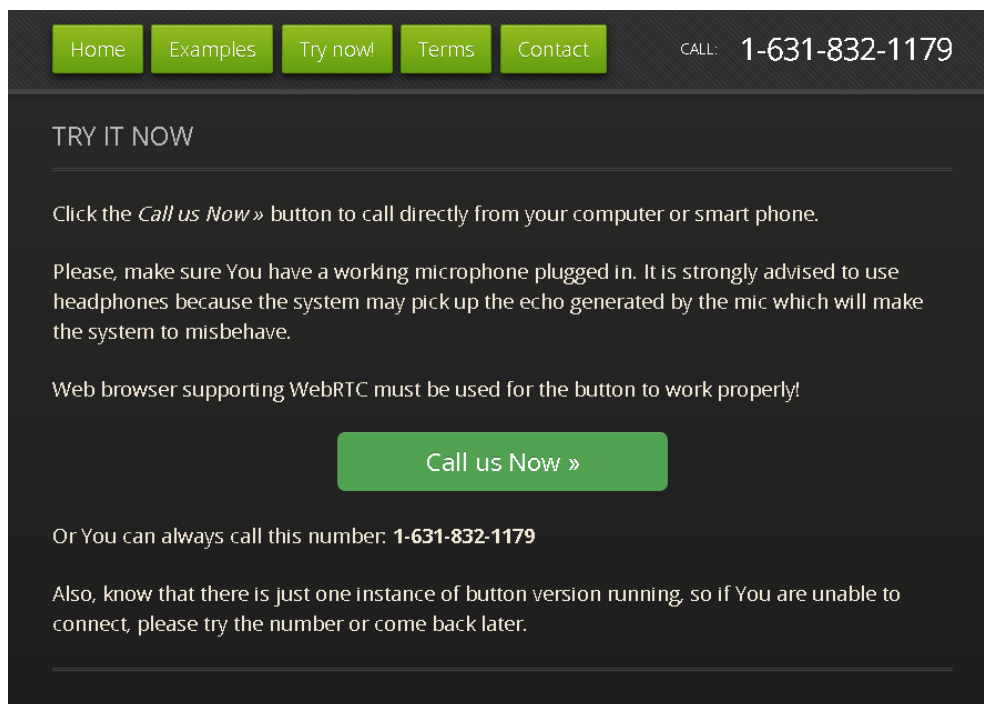 Home Examples Try now! Terms Contact CALL: 1-631-832-1179
TRY IT NOW
Click the Call us Now » button to call directly from your computer or smart phone.
Please, make sure You have a working microphone plugged in. It is strongly advised to use
headphones because the system may pick up the echo generated by the mic which will make
the system to misbehave.
Web browser supporting WebRTC must be used for the button to work properly!
Call us Now »
Or You can always call this number: 1-631-832-1179
Also, know that there is just one instance of button version running, so if You are unable to
connect, please try the number or come back later.